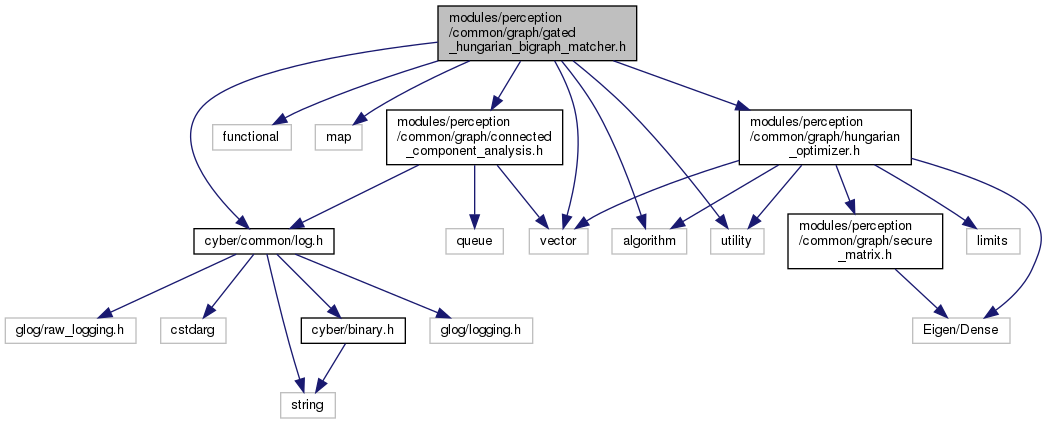 modules/perception
/common/graph/gated
_hungarian_bigraph_matcher.h
functional
map
modules/perception
/common/graph/connected
_component_analysis.h
modules/perception
/common/graph/hungarian
_optimizer.h
cyber/common/log.h
queue
vector
algorithm
utility
modules/perception
/common/graph/secure
_matrix.h
limits
glog/raw_logging.h
cstdarg
cyber/binary.h
glog/logging.h
Eigen/Dense
string